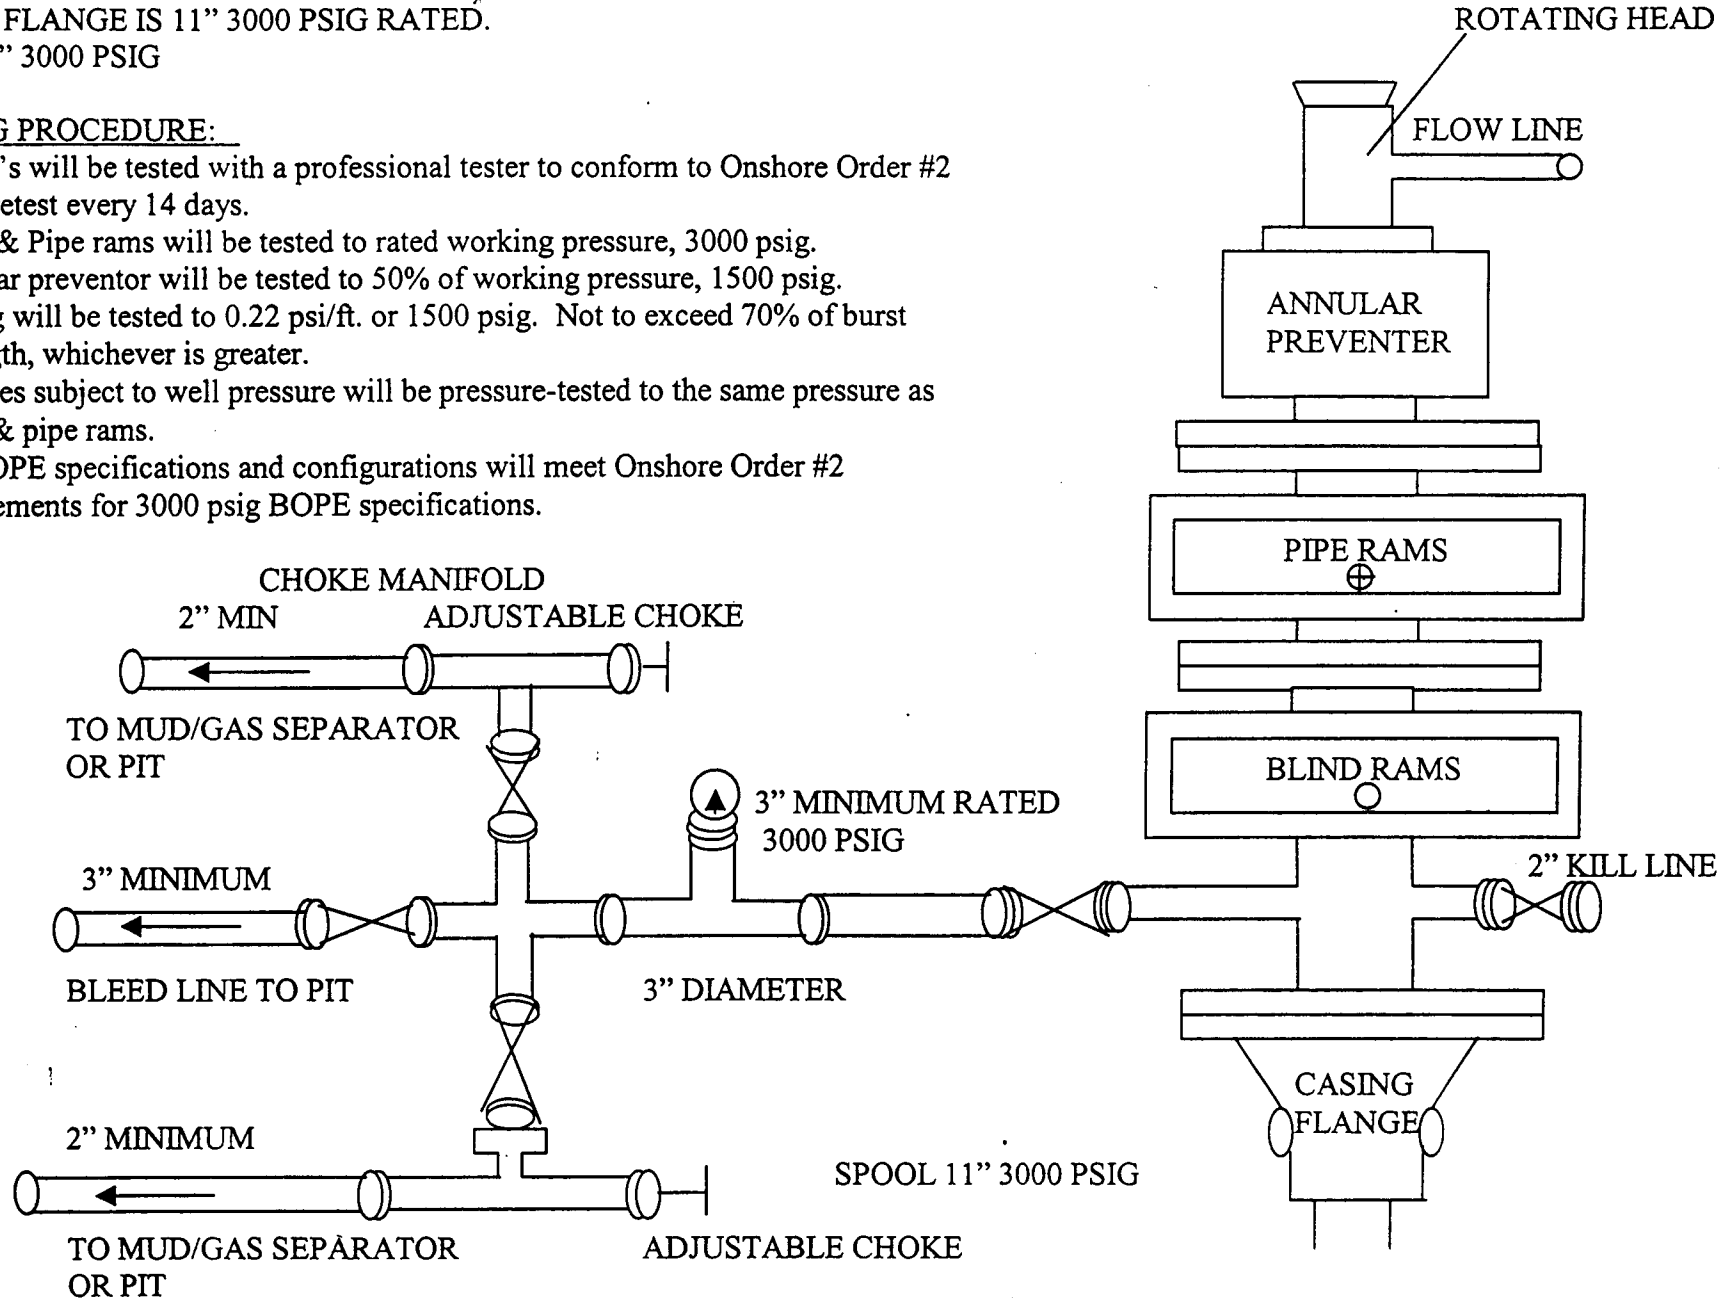 FLANGE IS 11” 3000 PSIG RATED.
” 3000 PSIG
G PROCEDURE:
’s will be tested with a professional tester to conform to Onshore Order #2
etest every 14 days.
& Pipe rams will be tested to rated working pressure, 3000 psig.
ar preventor will be tested to 50% of working pressure, 1500 psig.
g will be tested to 0.22 psi/ft. or 1500 psig.  Not to exceed 70% of burst
gth, whichever is greater.
es subject to well pressure will be pressure-tested to the same pressure as
& pipe rams.
OPE specifications and configurations will meet Onshore Order #2
ements for 3000 psig BOPE specifications.
ROTATING HEAD
FLOW LINE
ANNULAR
PREVENTER
PIPE RAMS
BLIND RAMS
2” KILL LINE
CASING
FLANGE
CHOKE MANIFOLD
2” MIN
ADJUSTABLE CHOKE
TO MUD/GAS SEPARATOR
OR PIT
3” MINIMUM RATED
3000 PSIG
3” MINIMUM
BLEED LINE TO PIT
3” DIAMETER
2” MINIMUM
SPOOL 11” 3000 PSIG
TO MUD/GAS SEPARATOR
OR PIT
ADJUSTABLE CHOKE